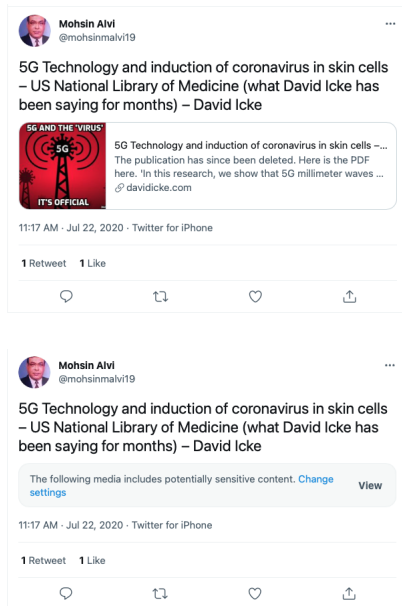 Mohsin Alvi
@mohsinmalvi19
5G Technology and induction of coronavirus in skin cells
– US National Library of Medicine (what David Icke has
been saying for months) – David Icke
5G AND THE 'VIRUS'
5G
IT'S OFFICIAL
5G Technology and induction of coronavirus in skin cells –...
The publication has since been deleted. Here is the PDF
here. 'In this research, we show that 5G millimeter waves ...
davidicke.com
11:17 AM · Jul 22, 2020 · Twitter for iPhone
1 Retweet 1 Like
Mohsin Alvi
@mohsinmalvi19
5G Technology and induction of coronavirus in skin cells
– US National Library of Medicine (what David Icke has
been saying for months) – David Icke
The following media includes potentially sensitive content. Change
settings
View
11:17 AM · Jul 22, 2020 · Twitter for iPhone
1 Retweet 1 Like